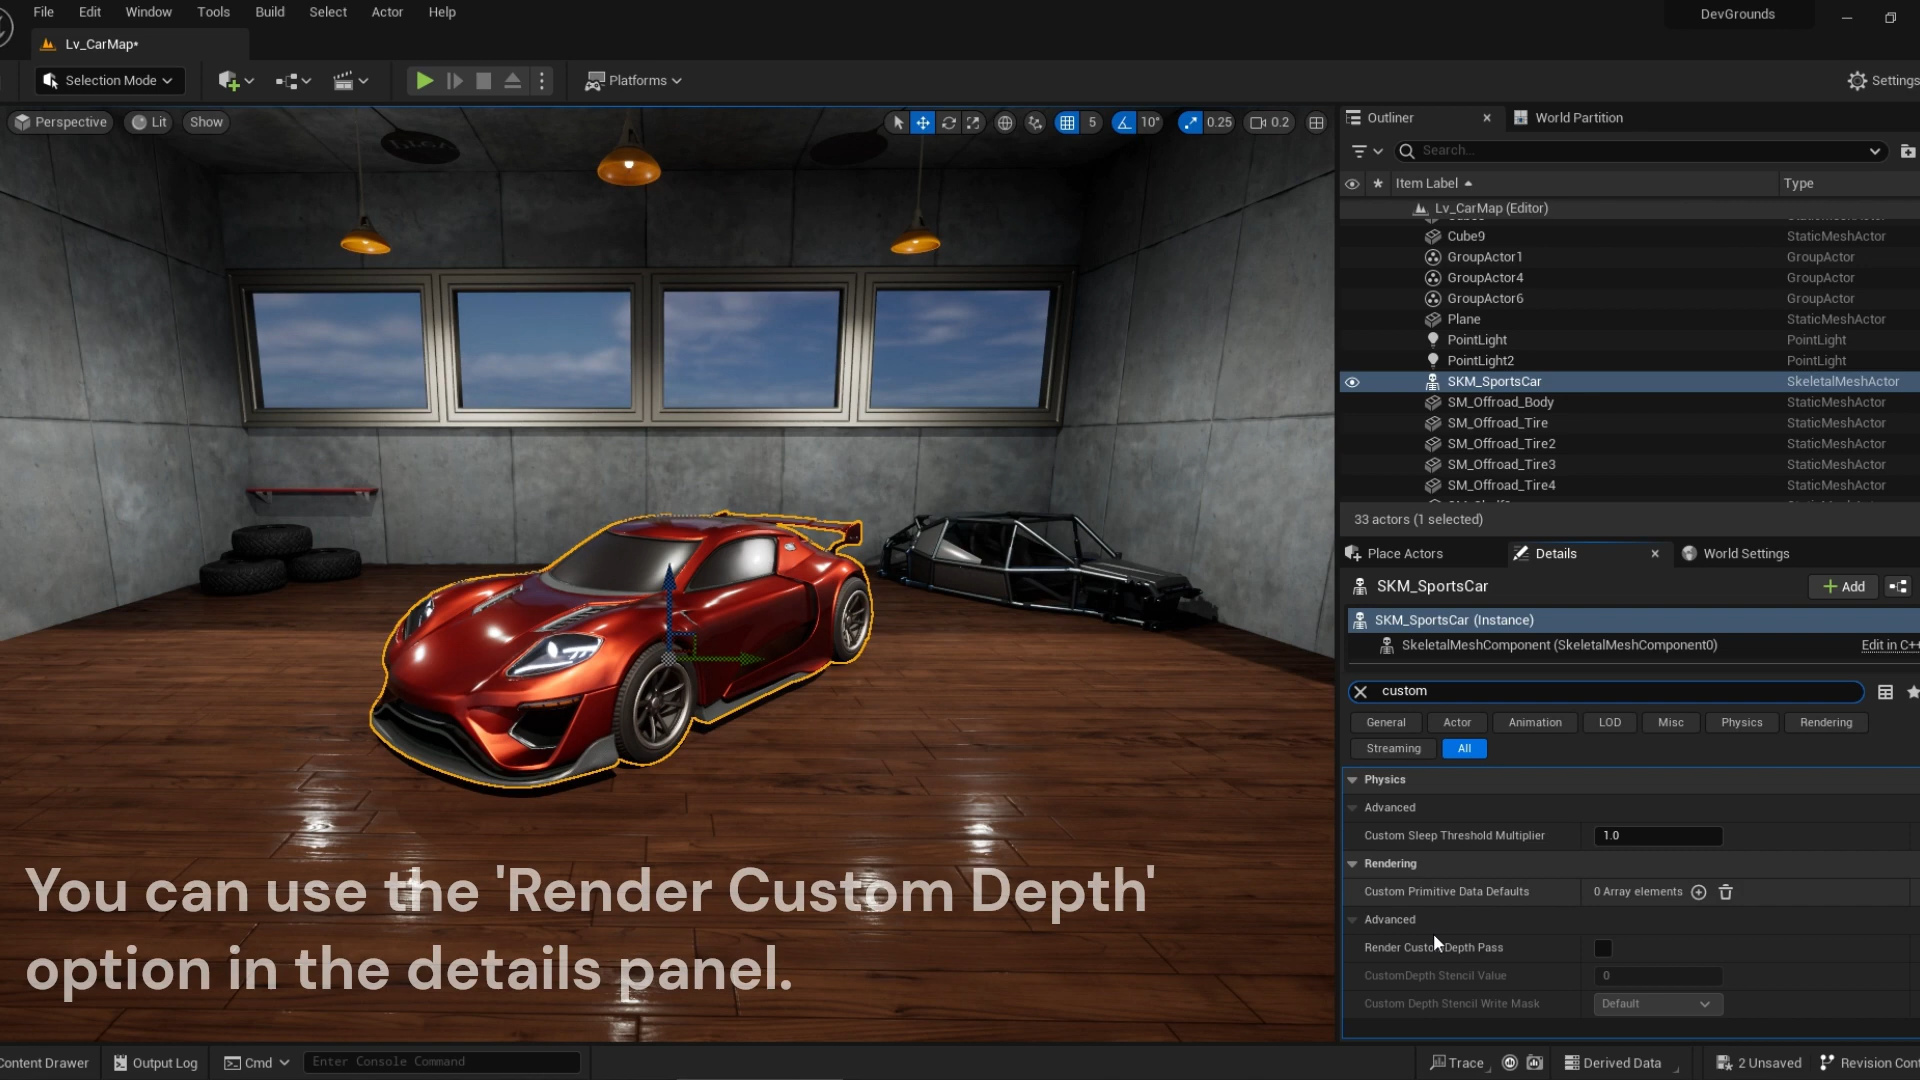 File Edit Window Tools Build Select Actor Help
DevGrounds
Lv_CarMap*
Selection Mode
Platforms
Settings
Perspective Lit Show
5 10° 0.25 0.2
Outliner World Partition
Search...
Item Label Type
Lv_CarMap (Editor)
Cube9 StaticMeshActor
GroupActor1 GroupActor
GroupActor4 GroupActor
GroupActor6 GroupActor
Plane StaticMeshActor
PointLight PointLight
PointLight2 PointLight
SKM_SportsCar SkeletalMeshActor
SM_Offroad_Body StaticMeshActor
SM_Offroad_Tire StaticMeshActor
SM_Offroad_Tire2 StaticMeshActor
SM_Offroad_Tire3 StaticMeshActor
SM_Offroad_Tire4 StaticMeshActor
33 actors (1 selected)
Place Actors Details World Settings
SKM_SportsCar Add
SKM_SportsCar (Instance)
SkeletalMeshComponent (SkeletalMeshComponent0) Edit in C++
custom
General Actor Animation LOD Misc Physics Rendering
Streaming All
Physics
Advanced
Custom Sleep Threshold Multiplier 1.0
Rendering
Custom Primitive Data Defaults 0 Array elements
Advanced
Render Custo Depth Pass
CustomDepth Stencil Value 0
Custom Depth Stencil Write Mask Default
You can use the 'Render Custom Depth'
option in the details panel.
Content Drawer Output Log Cmd Enter Console Command
Trace Derived Data 2 Unsaved Revision Cont